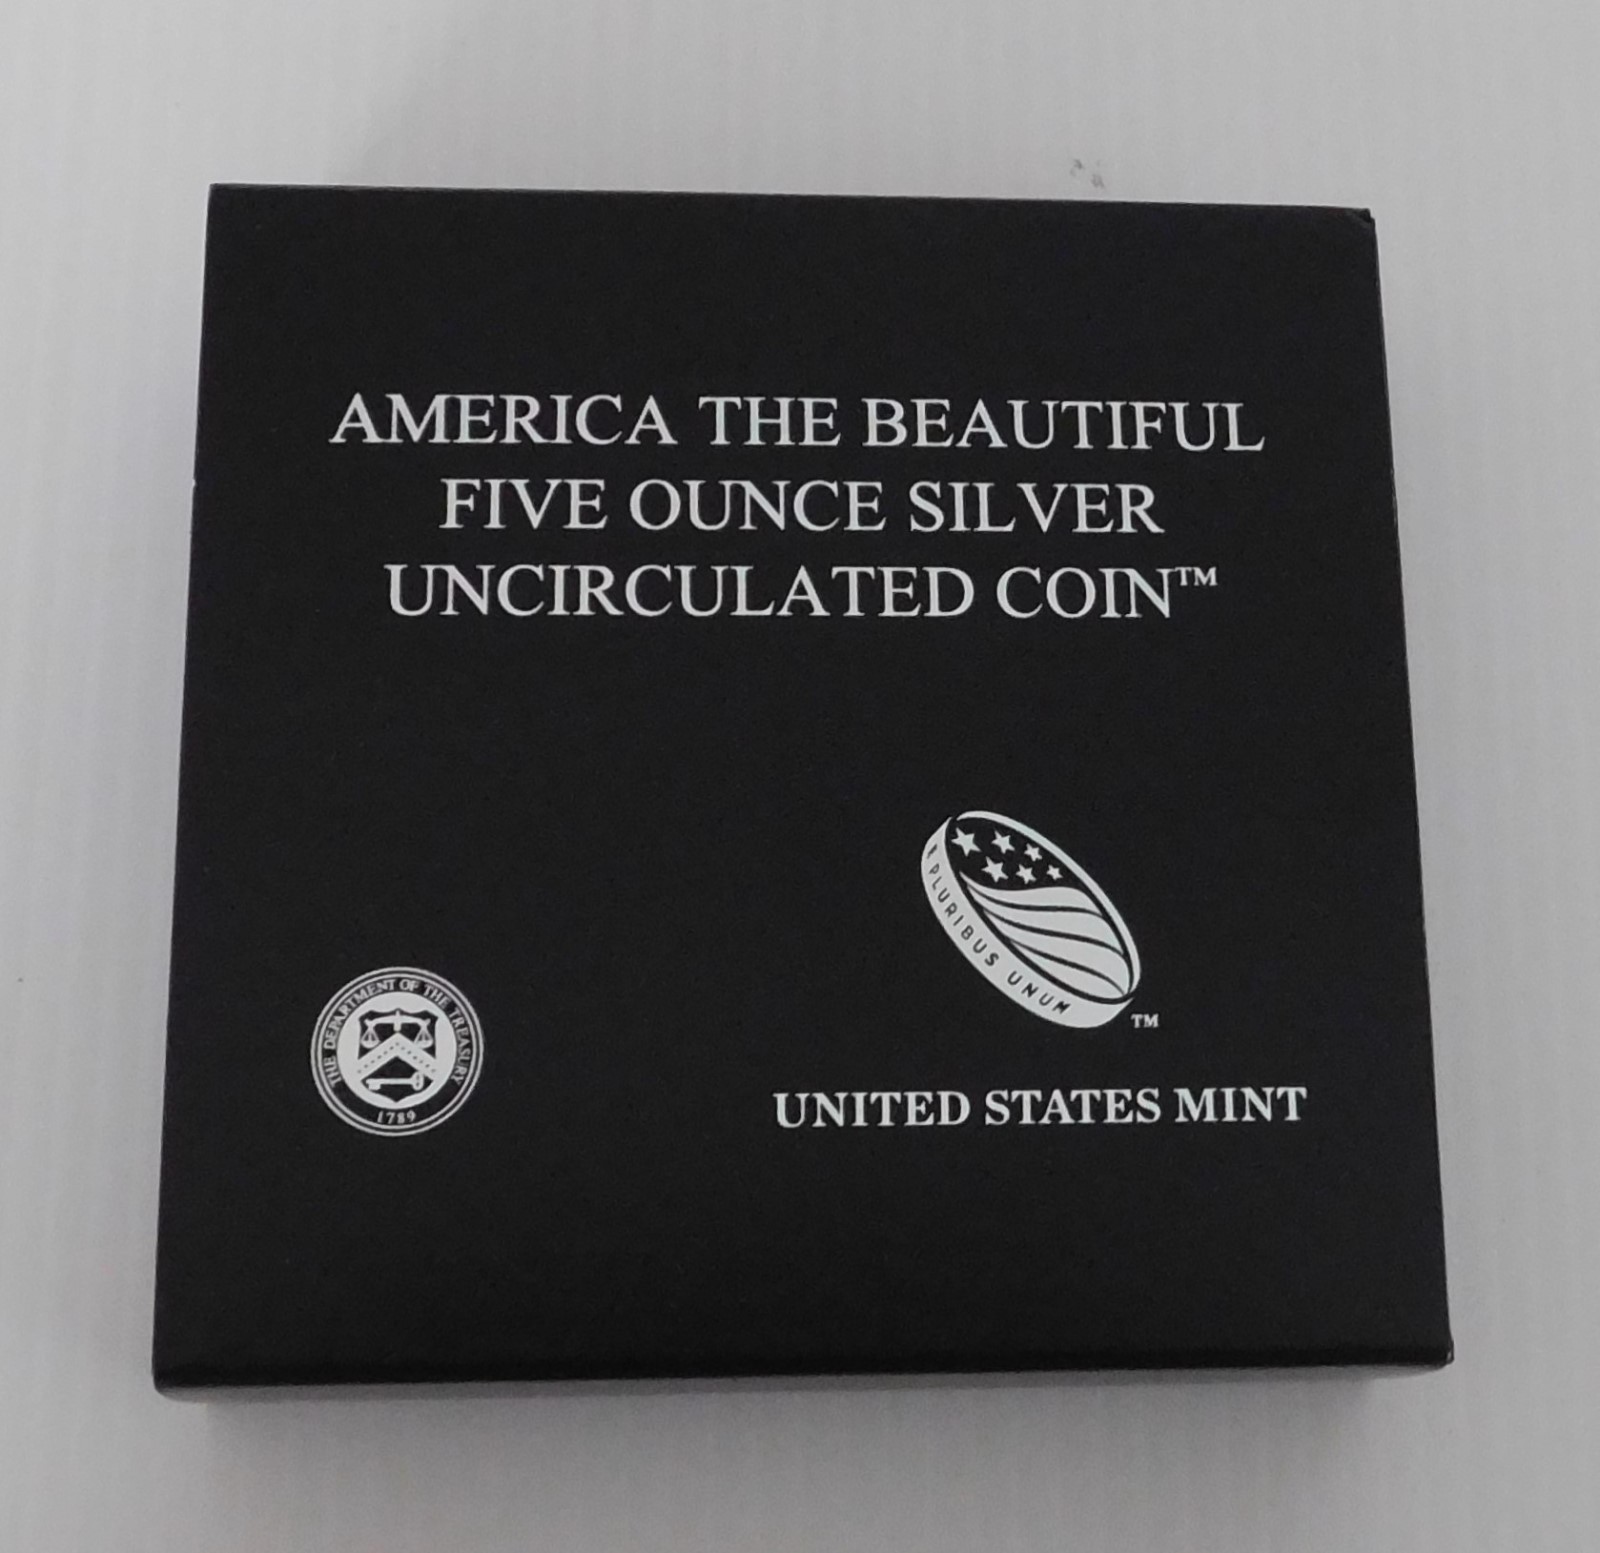 AMERICA THE BEAUTIFUL
FIVE OUNCE SILVER
UNCIRCULATED COIN™
PLURIBUS UNUM
TM
THE DEPARTMENT OF THE TREASURY
1789
UNITED STATES MINT